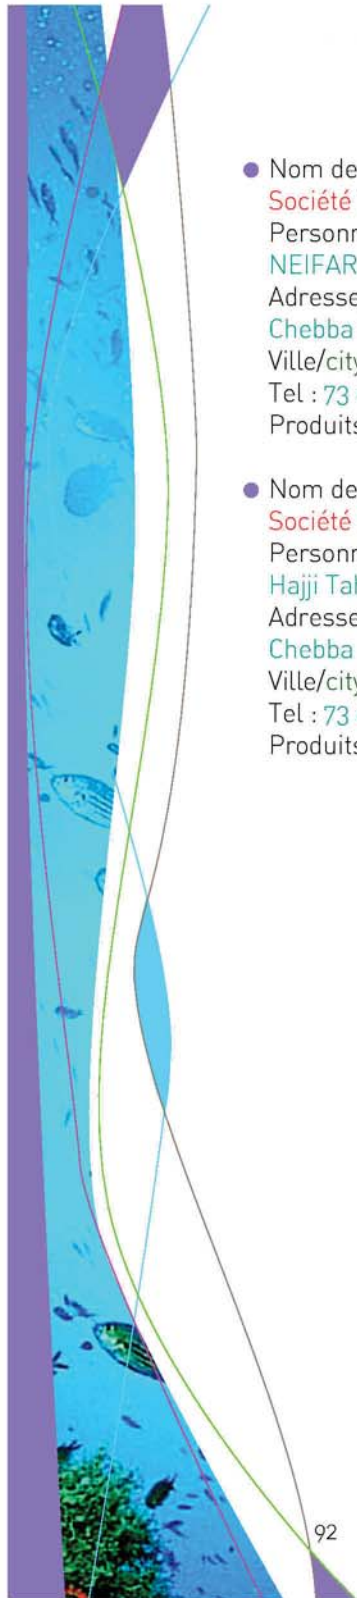 ● Nom de
Société
Personn
NEIFAR
Adresse
Chebba
Ville/city
Tel : 73
Produits
● Nom de
Société
Personn
Hajji Tah
Adresse
Chebba
Ville/city
Tel : 73
Produits
92